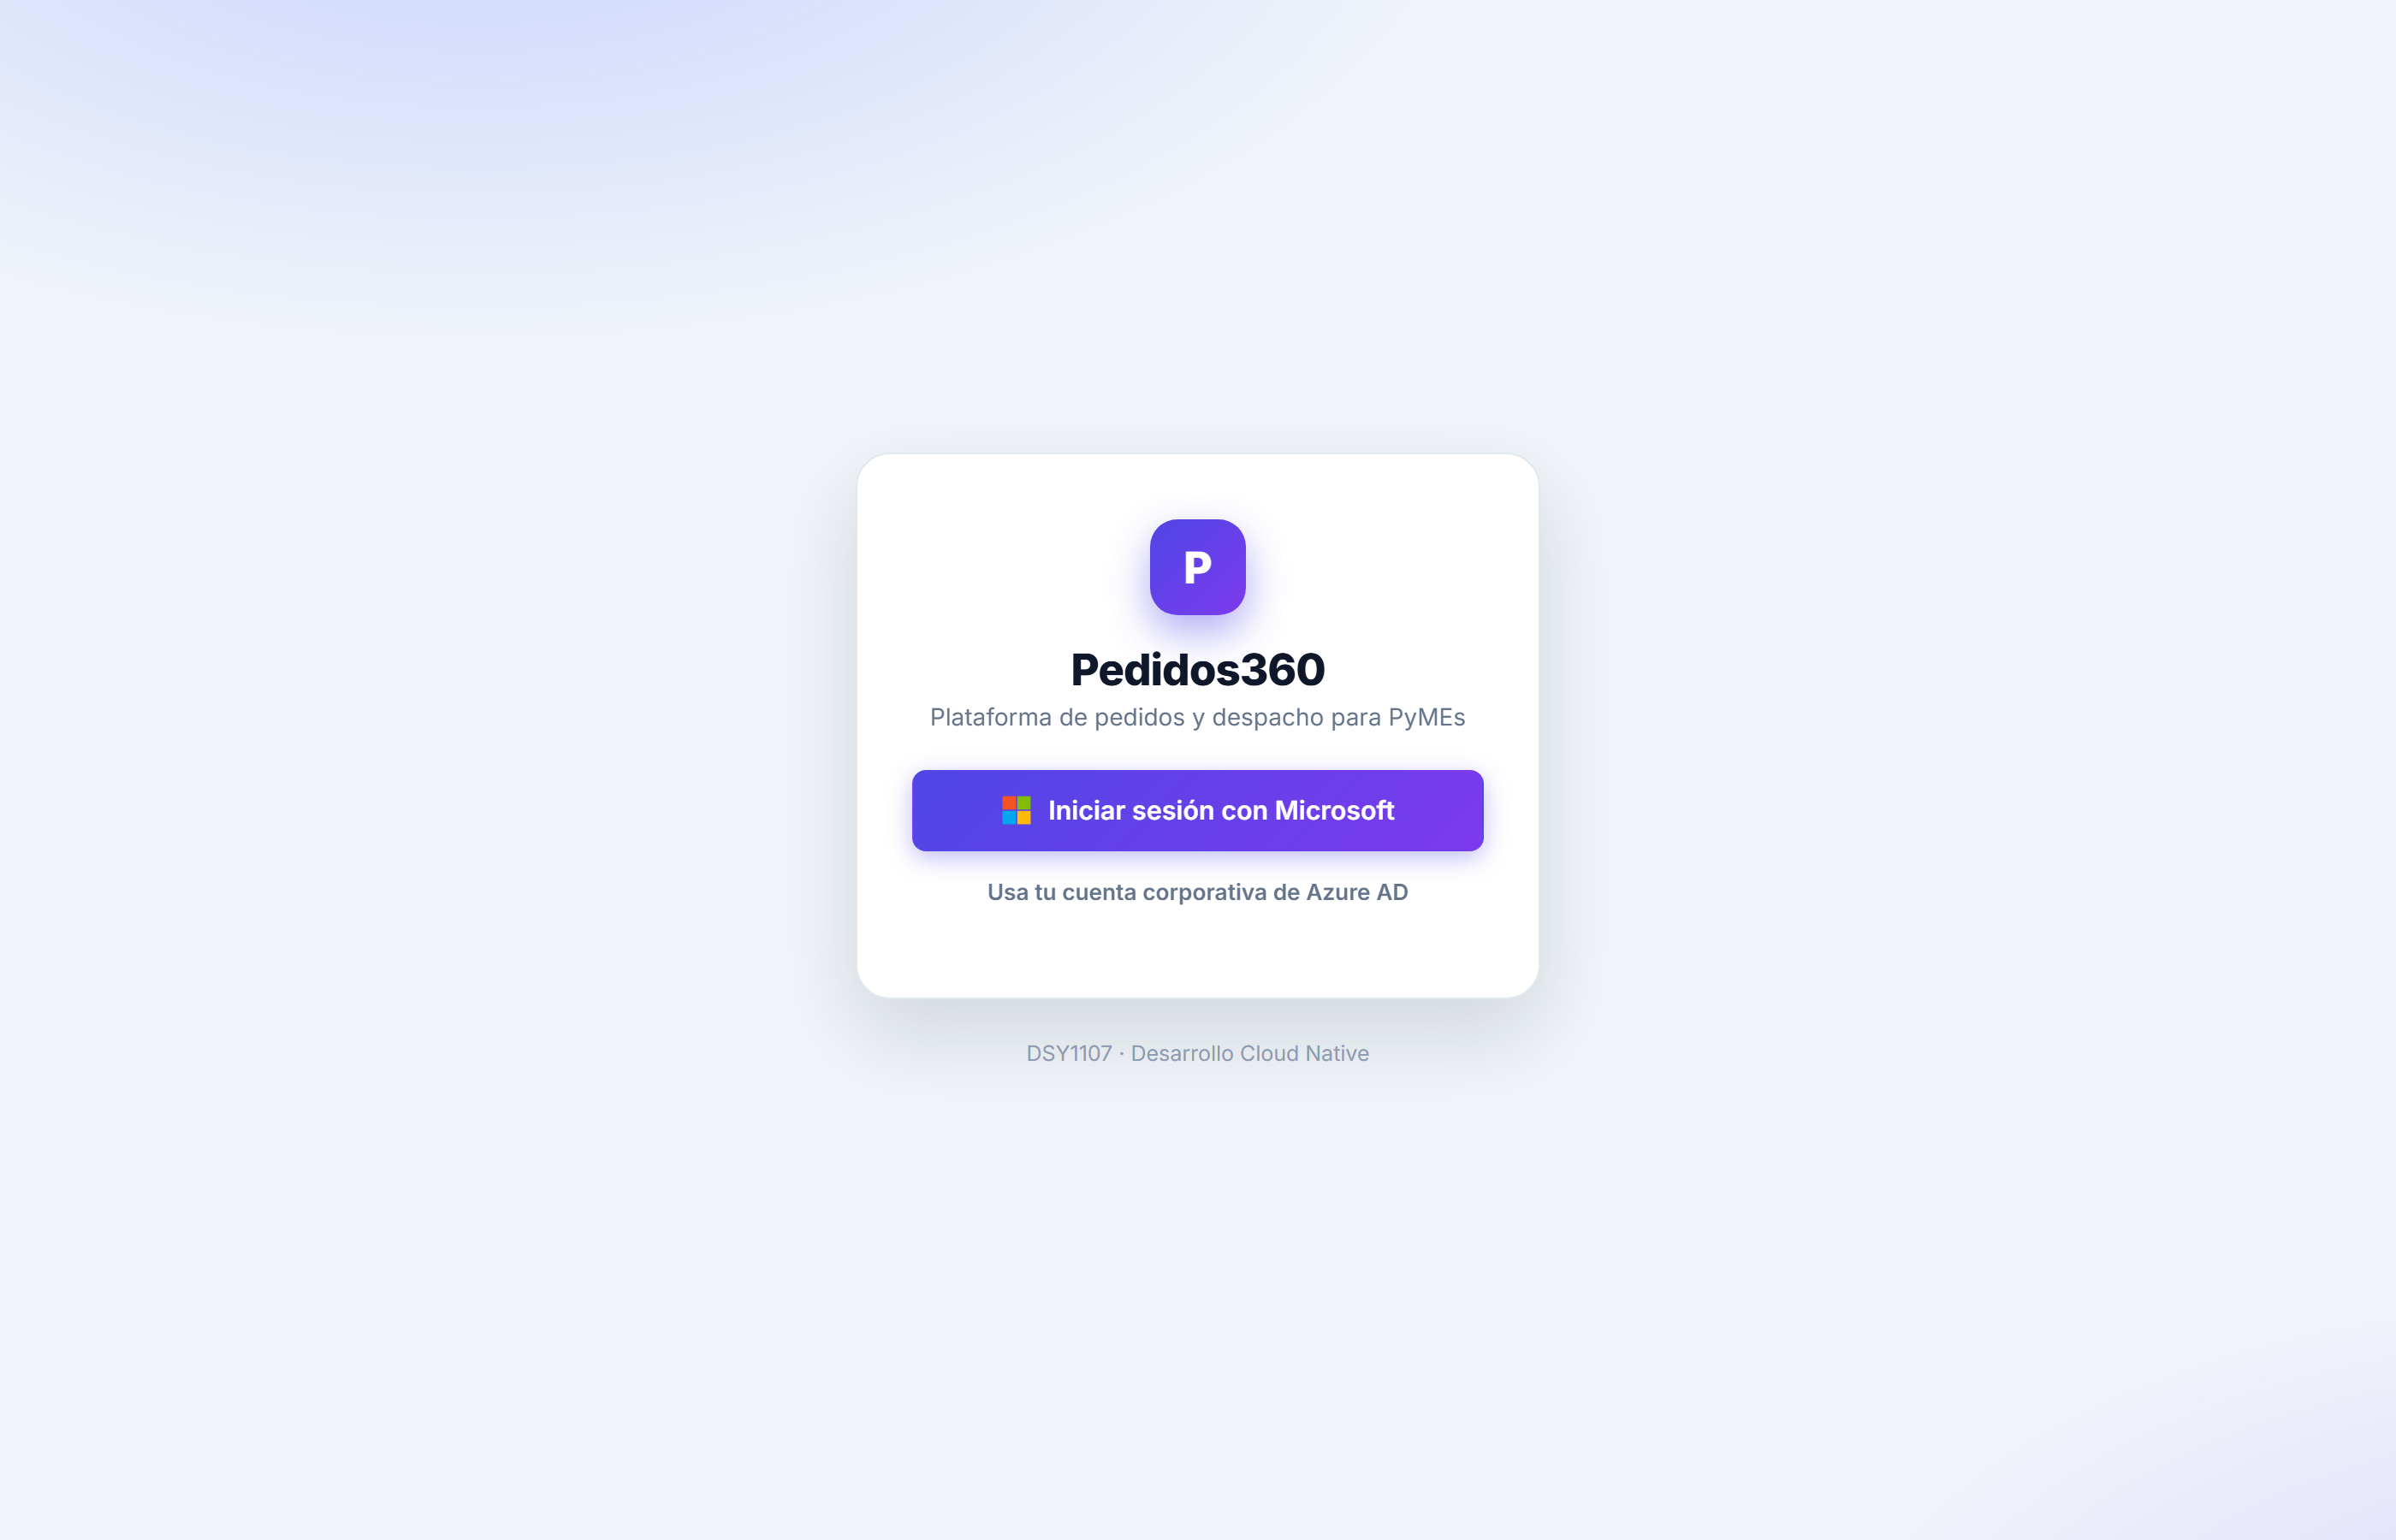 P
Pedidos360
Plataforma de pedidos y despacho para PyMEs
Iniciar sesión con Microsoft
Usa tu cuenta corporativa de Azure AD
DSY1107 · Desarrollo Cloud Native